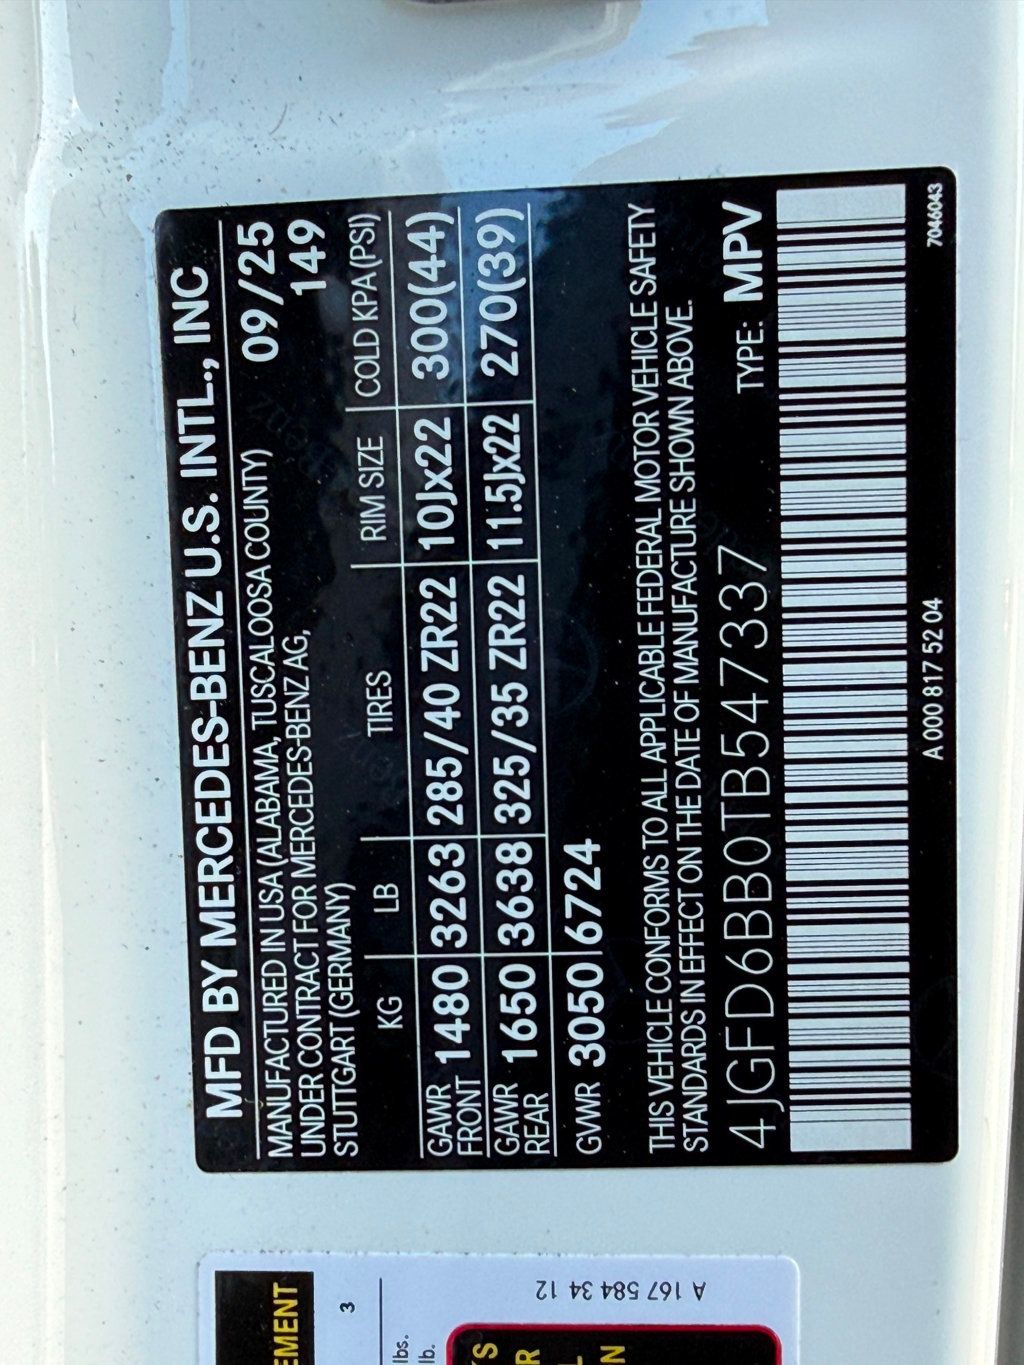 MFD BY MERCEDES-BENZ U.S. INTL., INC
MANUFACTURED IN USA (ALABAMA, TUSCALOOSA COUNTY) 09/25
UNDER CONTRACT FOR MERCEDES-BENZ AG, 149
STUTTGART (GERMANY)
KG LB TIRES RIM SIZE COLD KPA(PSI)
GAWR FRONT 1480 3263 285/40 ZR22 10Jx22 300(44)
GAWR REAR 1650 3638 325/35 ZR22 11.5Jx22 270(39)
GVWR 3050 6724
THIS VEHICLE CONFORMS TO ALL APPLICABLE FEDERAL MOTOR VEHICLE SAFETY
STANDARDS IN EFFECT ON THE DATE OF MANUFACTURE SHOWN ABOVE.
4JGFD6BB0TB547337 TYPE: MPV
A 000 817 52 04 7046043
EMENT
3
lbs.
lb.
A 167 584 34 12